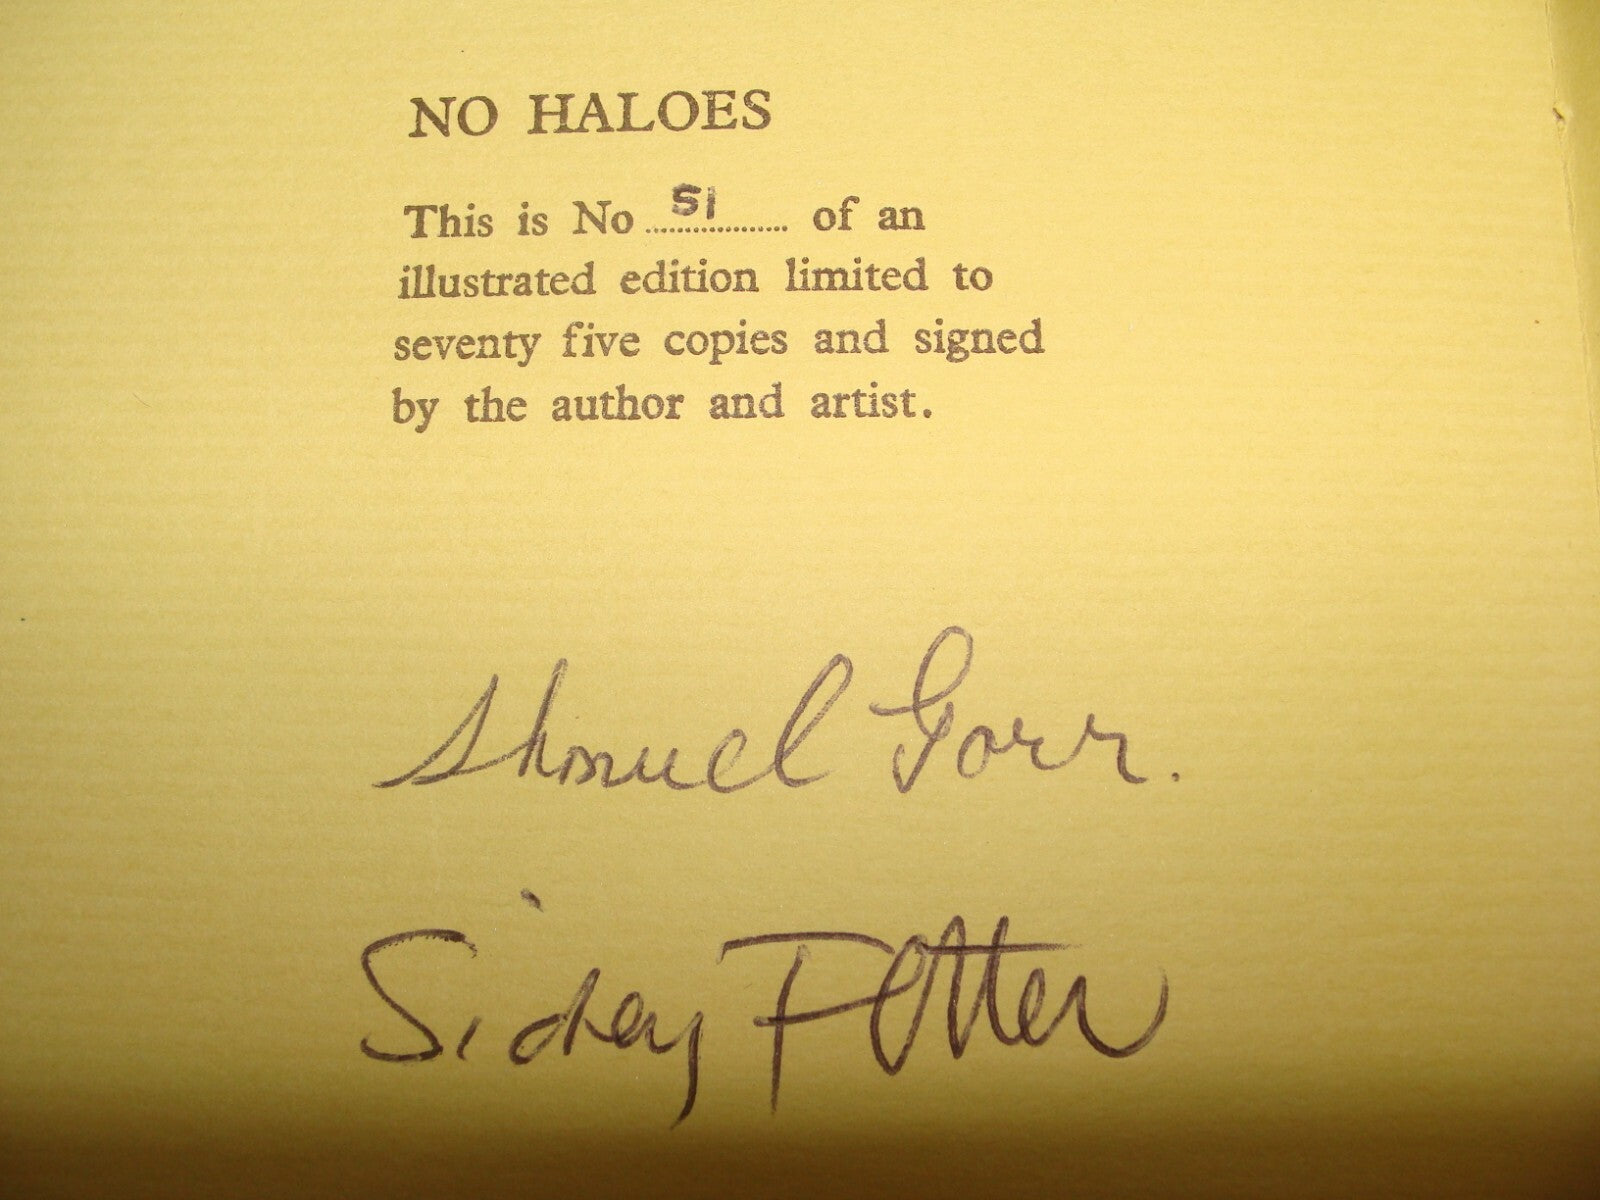 NO HALOES
This is No 51 of an
illustrated edition limited to
seventy five copies and signed
by the author and artist.
Shmuel Gorr.
Sidney Potter